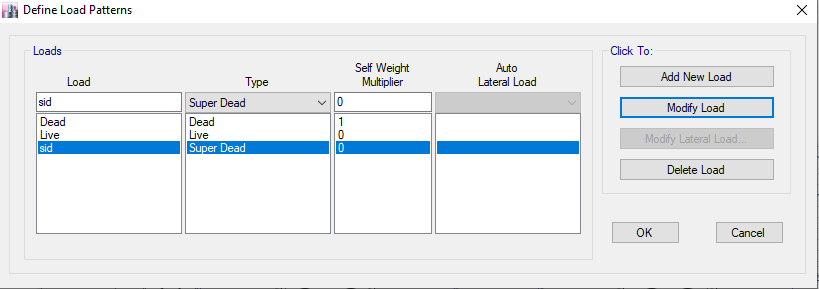 Define Load Patterns
Loads
Click To:
Load
Type
Self Weight
Multiplier
Auto
Lateral Load
sid
Super Dead
0
Dead
Dead
1
Live
Live
0
sid
Super Dead
0
Add New Load
Modify Load
Modify Lateral Load...
Delete Load
OK
Cancel